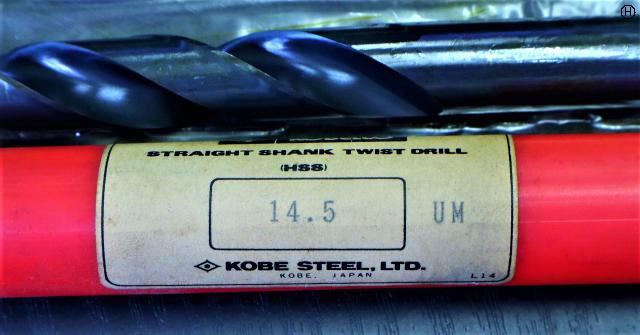 STRAIGHT SHANK TWIST DRILL
(HSS)
14.5 UM
KOBE STEEL, LTD.
KOBE, JAPAN L14
H